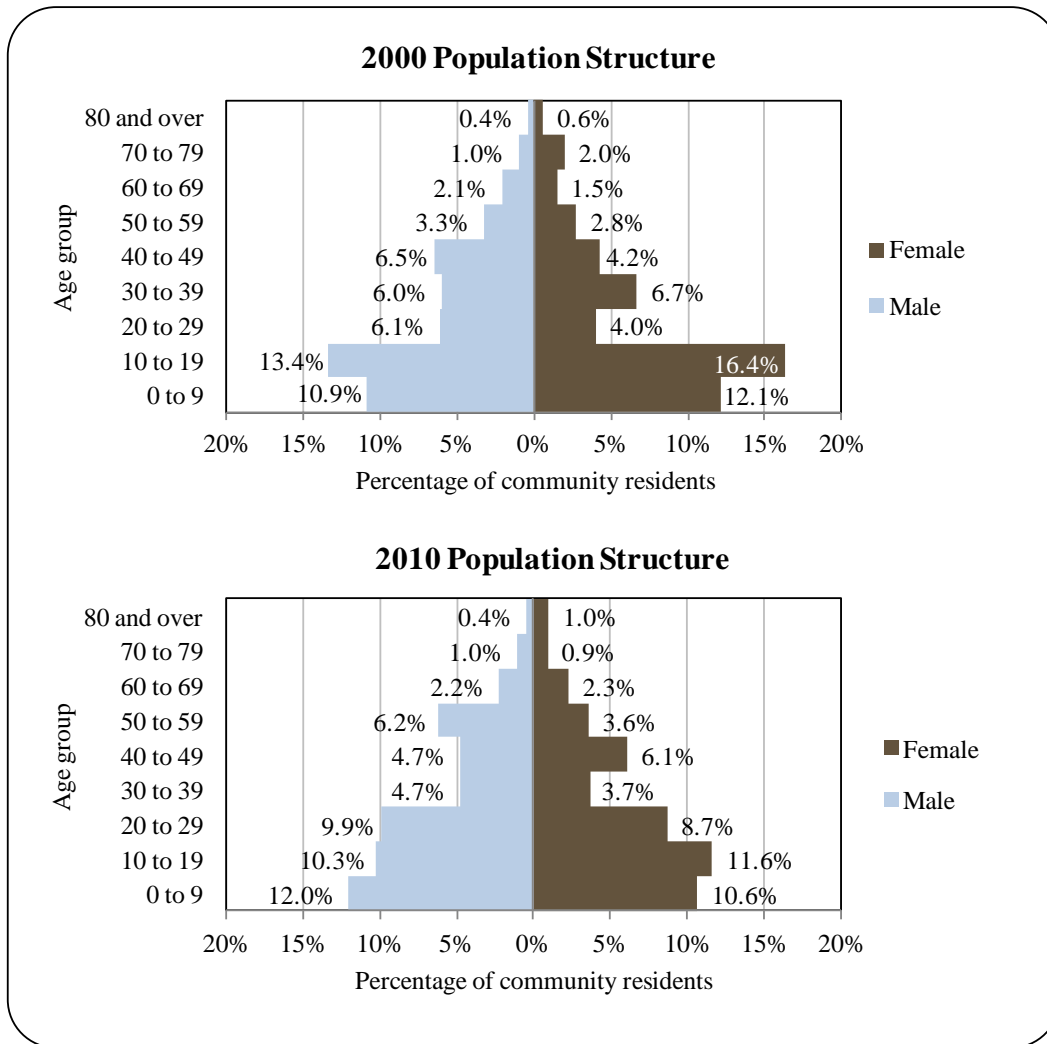 2000 Population Structure
80 and over 0.4% 0.6%
70 to 79 1.0% 2.0%
60 to 69 2.1% 1.5%
50 to 59 3.3% 2.8%
40 to 49 6.5% 4.2%
30 to 39 6.0% 6.7%
20 to 29 6.1% 4.0%
10 to 19 13.4% 16.4%
0 to 9 10.9% 12.1%
Age group
Female
Male
20% 15% 10% 5% 0% 5% 10% 15% 20%
Percentage of community residents
2010 Population Structure
80 and over 0.4% 1.0%
70 to 79 1.0% 0.9%
60 to 69 2.2% 2.3%
50 to 59 6.2% 3.6%
40 to 49 4.7% 6.1%
30 to 39 4.7% 3.7%
20 to 29 9.9% 8.7%
10 to 19 10.3% 11.6%
0 to 9 12.0% 10.6%
Age group
Female
Male
20% 15% 10% 5% 0% 5% 10% 15% 20%
Percentage of community residents